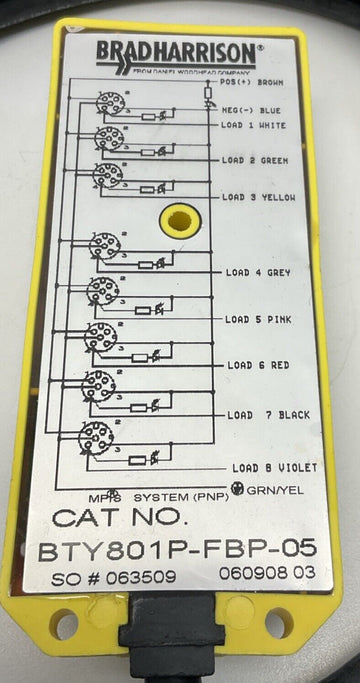 BRADHARRISON®
FROM DANIEL WOODHEAD COMPANY
POS(+) BROWN
NEG(-) BLUE
LOAD 1 WHITE
LOAD 2 GREEN
LOAD 3 YELLOW
LOAD 4 GREY
LOAD 5 PINK
LOAD 6 RED
LOAD 7 BLACK
LOAD 8 VIOLET
GRN/YEL
SYSTEM (PNP)
CAT NO.
BTY801P-FBP-05
SO # 063509 060908 03